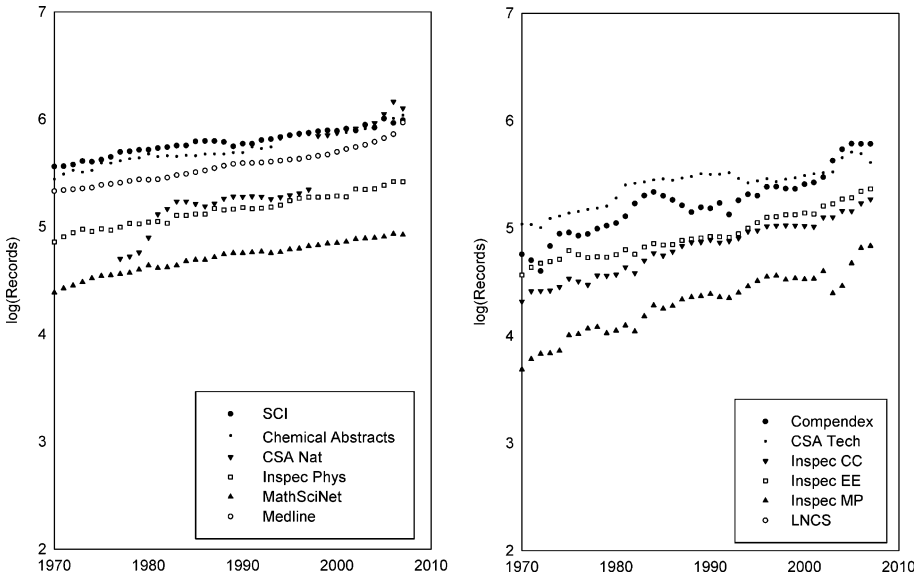 7
6
5
4
3
2
log(Records)
SCI
Chemical Abstracts
CSA Nat
Inspec Phys
MathSciNet
Medline
1970 1980 1990 2000 2010
7
6
5
4
3
2
log(Records)
Compendex
CSA Tech
Inspec CC
Inspec EE
Inspec MP
LNCS
1970 1980 1990 2000 2010